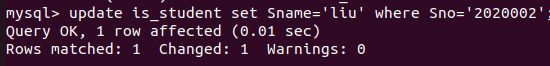 mysql> update is_student set Sname='liu' where Sno='2020002';
Query OK, 1 row affected (0.01 sec)
Rows matched: 1  Changed: 1  Warnings: 0